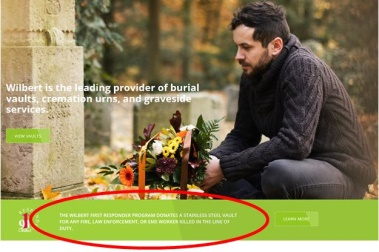 Wilbert is the leading provider of burial
vaults, cremation urns, and graveside
services.
VIEW VAULTS
THE WILBERT FIRST RESPONDER PROGRAM DONATES A STAINLESS STEEL VAULT
FOR ANY FIRE, LAW ENFORCEMENT, OR EMS WORKER KILLED IN THE LINE OF
DUTY.
LEARN MORE